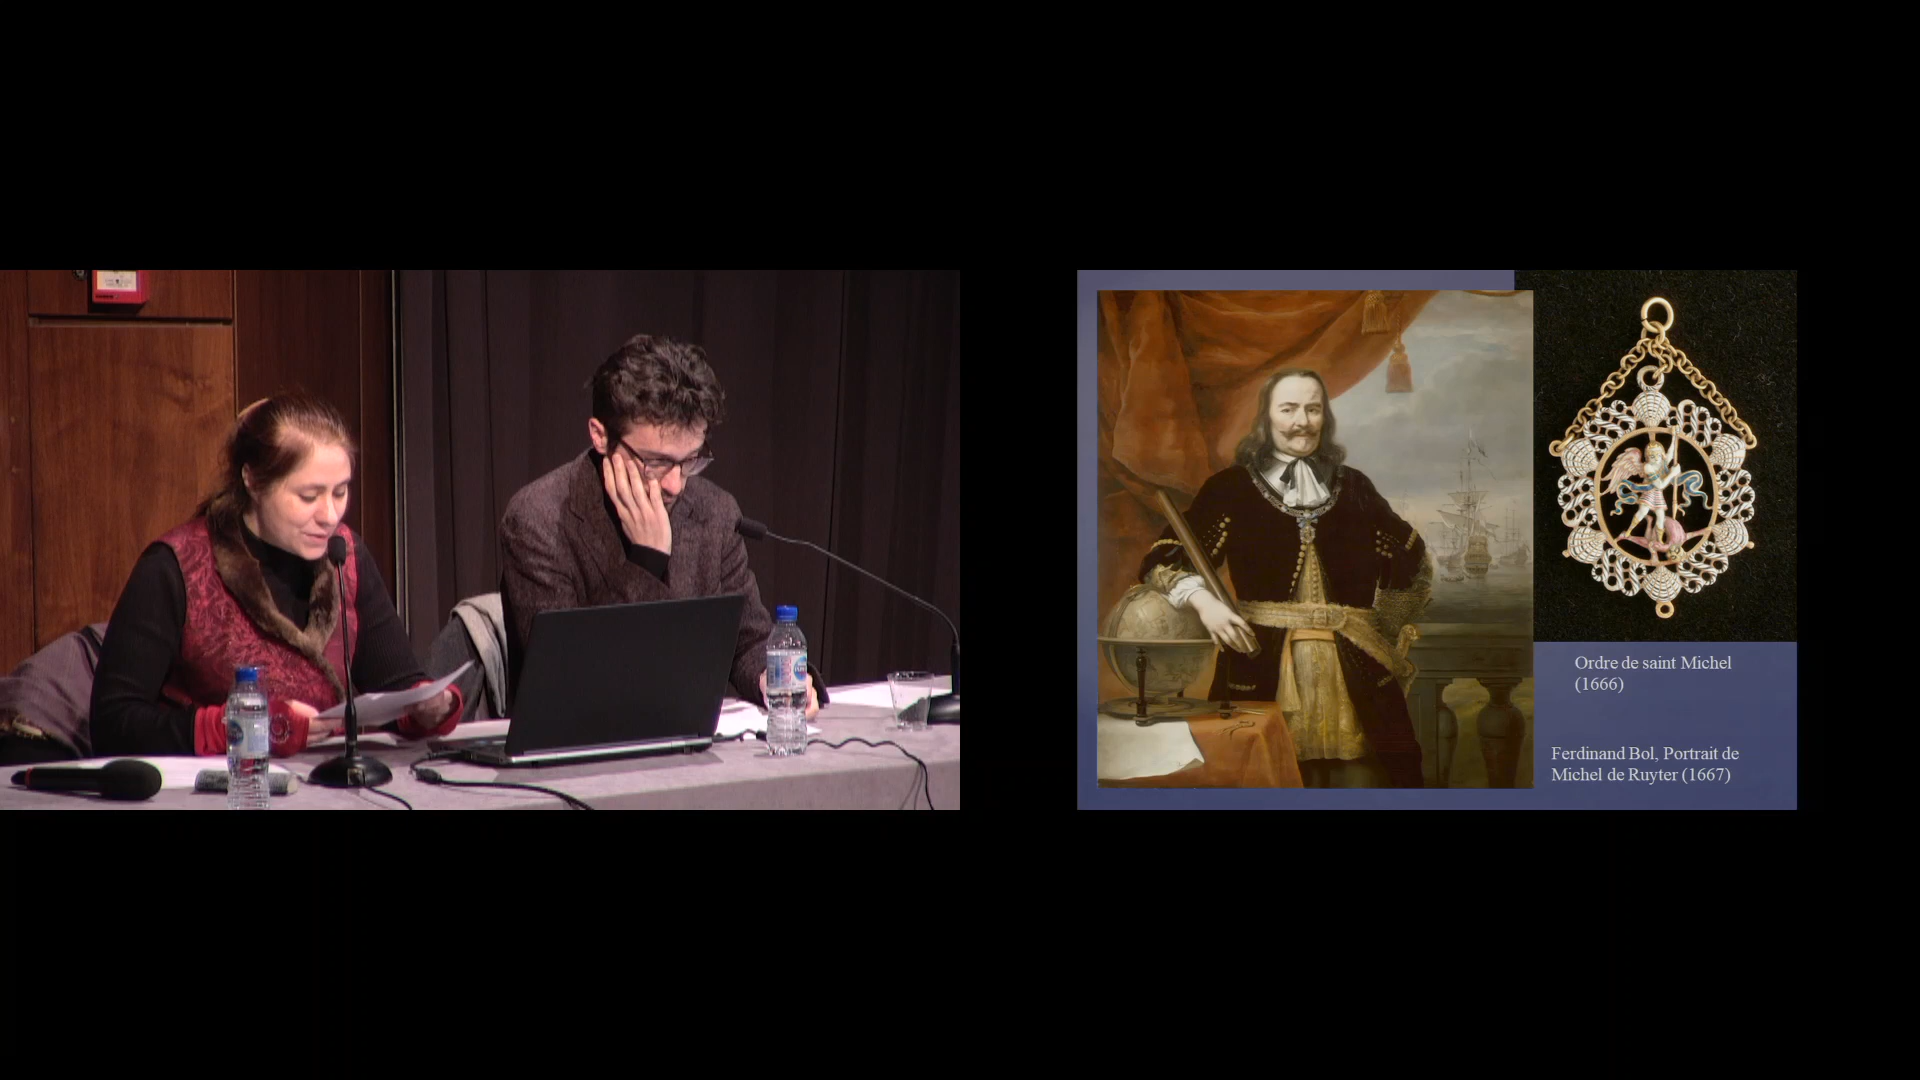 Ordre de saint Michel
(1666)
Ferdinand Bol, Portrait de
Michel de Ruyter (1667)